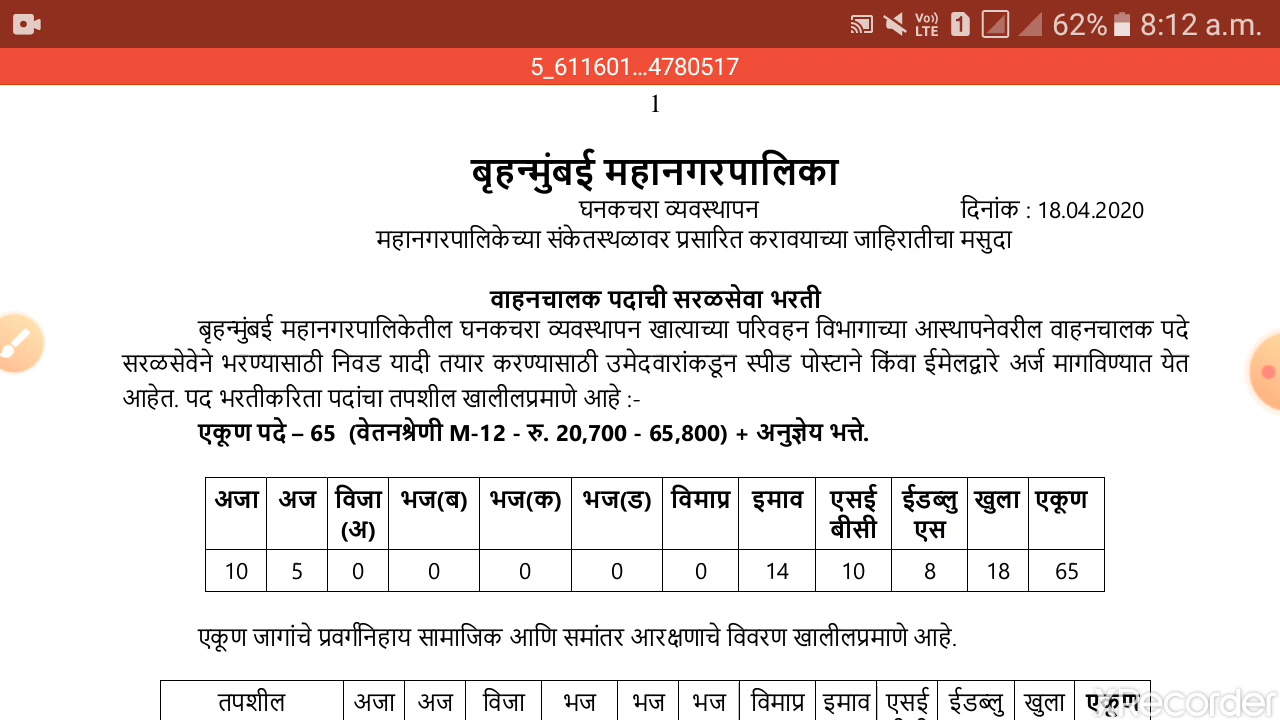 Vo)) LTE 1 62% 8:12 a.m.
5_611601...4780517
1
बृहन्मुंबई महानगरपालिका
घनकचरा व्यवस्थापन दिनांक : 18.04.2020
महानगरपालिकेच्या संकेतस्थळावर प्रसारित करावयाच्या जाहिरातीचा मसुदा
वाहनचालक पदाची सरळसेवा भरती
बृहन्मुंबई महानगरपालिकेतील घनकचरा व्यवस्थापन खात्याच्या परिवहन विभागाच्या आस्थापनेवरील वाहनचालक पदे
सरळसेवेने भरण्यासाठी निवड यादी तयार करण्यासाठी उमेदवारांकडून स्पीड पोस्टाने किंवा ईमेलद्वारे अर्ज मागविण्यात येत
आहेत. पद भरतीकरिता पदांचा तपशील खालीलप्रमाणे आहे :-
एकूण पदे – 65 (वेतनश्रेणी M-12 - रु. 20,700 - 65,800) + अनुज्ञेय भत्ते.
अजा अज विजा (अ) भज(ब) भज(क) भज(ड) विमाप्र इमाव एसई बीसी ईडब्लु एस खुला एकूण
10 5 0 0 0 0 0 14 10 8 18 65
एकूण जागांचे प्रवर्गनिहाय सामाजिक आणि समांतर आरक्षणाचे विवरण खालीलप्रमाणे आहे.
तपशील अजा अज विजा भज भज भज विमाप्र इमाव एसई ईडब्लु खुला एकूण
XRecorder